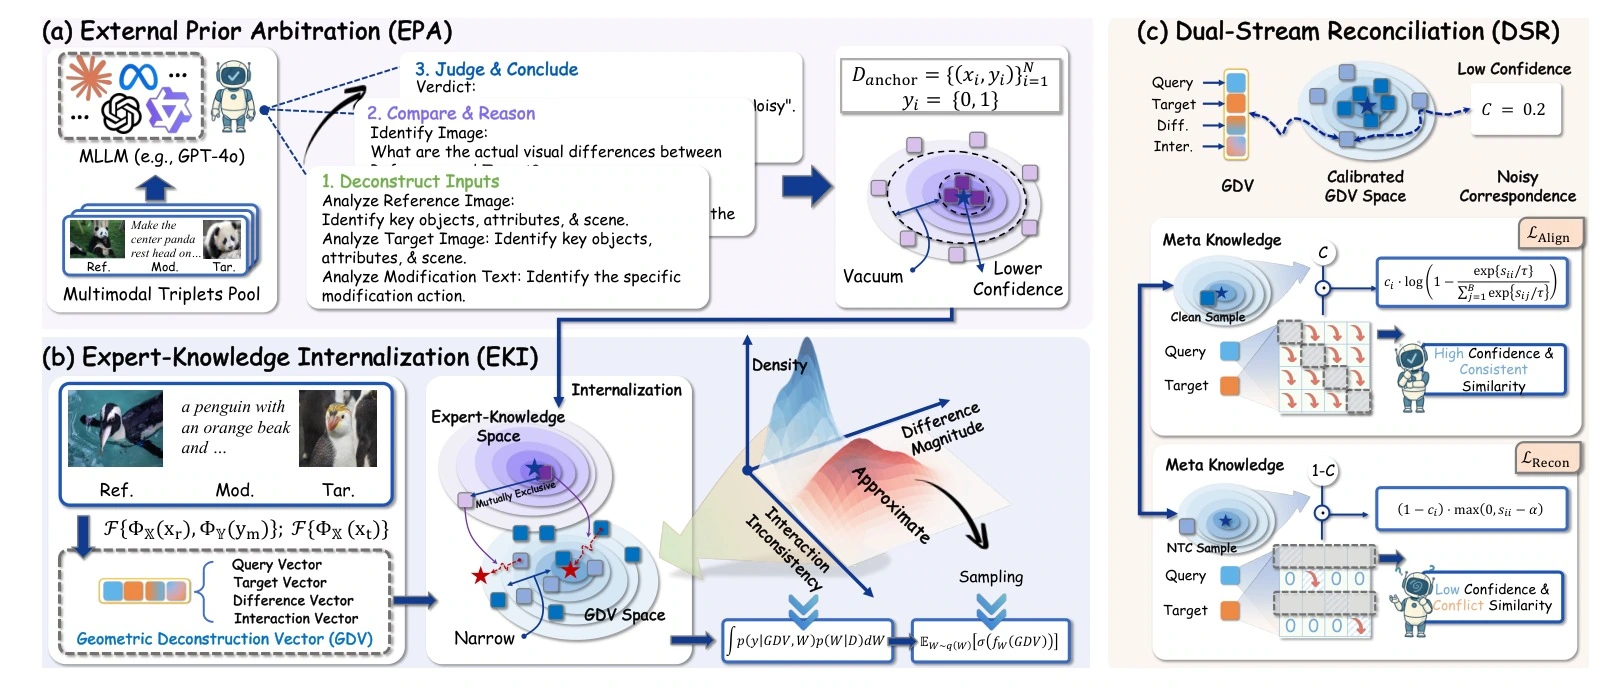 (a) External Prior Arbitration (EPA)
MLLM (e.g., GPT-4o)
Make the
center panda
rest head on...
Ref. Mod. Tar.
Multimodal Triplets Pool
3. Judge & Conclude
Verdict:
loisy".
2. Compare & Reason
Identify Image:
What are the actual visual differences between
the
1. Deconstruct Inputs
Analyze Reference Image:
Identify key objects, attributes, & scene.
Analyze Target Image: Identify key objects,
attributes, & scene.
Analyze Modification Text: Identify the specific
modification action.
D_anchor = {(x_i, y_i)}_{i=1}^N
y_i = {0, 1}
Vacuum
Lower
Confidence
(b) Expert-Knowledge Internalization (EKI)
a penguin with
an orange beak
and ...
Ref. Mod. Tar.
ℱ{Φ_𝕏(x_r), Φ_𝕐(y_m)}; ℱ{Φ_𝕏 (x_t)}
Query Vector
Target Vector
Difference Vector
Interaction Vector
Geometric Deconstruction Vector (GDV)
Internalization
Expert-Knowledge
Space
Mutually Exclusive
GDV Space
Narrow
Density
Difference
Magnitude
Approximate
Interaction
Inconsistency
Sampling
∫p(y|GDV,W)p(W|D)dW
𝔼_{W~q(W)}[σ(f_W(GDV))]
(c) Dual-Stream Reconciliation (DSR)
Query
Target
Diff.
Inter.
GDV
Calibrated
GDV Space
Low Confidence
C = 0.2
Noisy
Correspondence
ℒ_Align
Meta Knowledge
C
Clean Sample
c_i · log(1 − exp{s_ii/τ} / ∑_{j=1}^B exp{s_ij/τ})
Query
Target
High Confidence &
Consistent
Similarity
ℒ_Recon
Meta Knowledge
1-C
NTC Sample
(1 − c_i) · max(0, s_ii − α)
Query
Target
0 0 0
0 0 0
Low Confidence &
Conflict Similarity